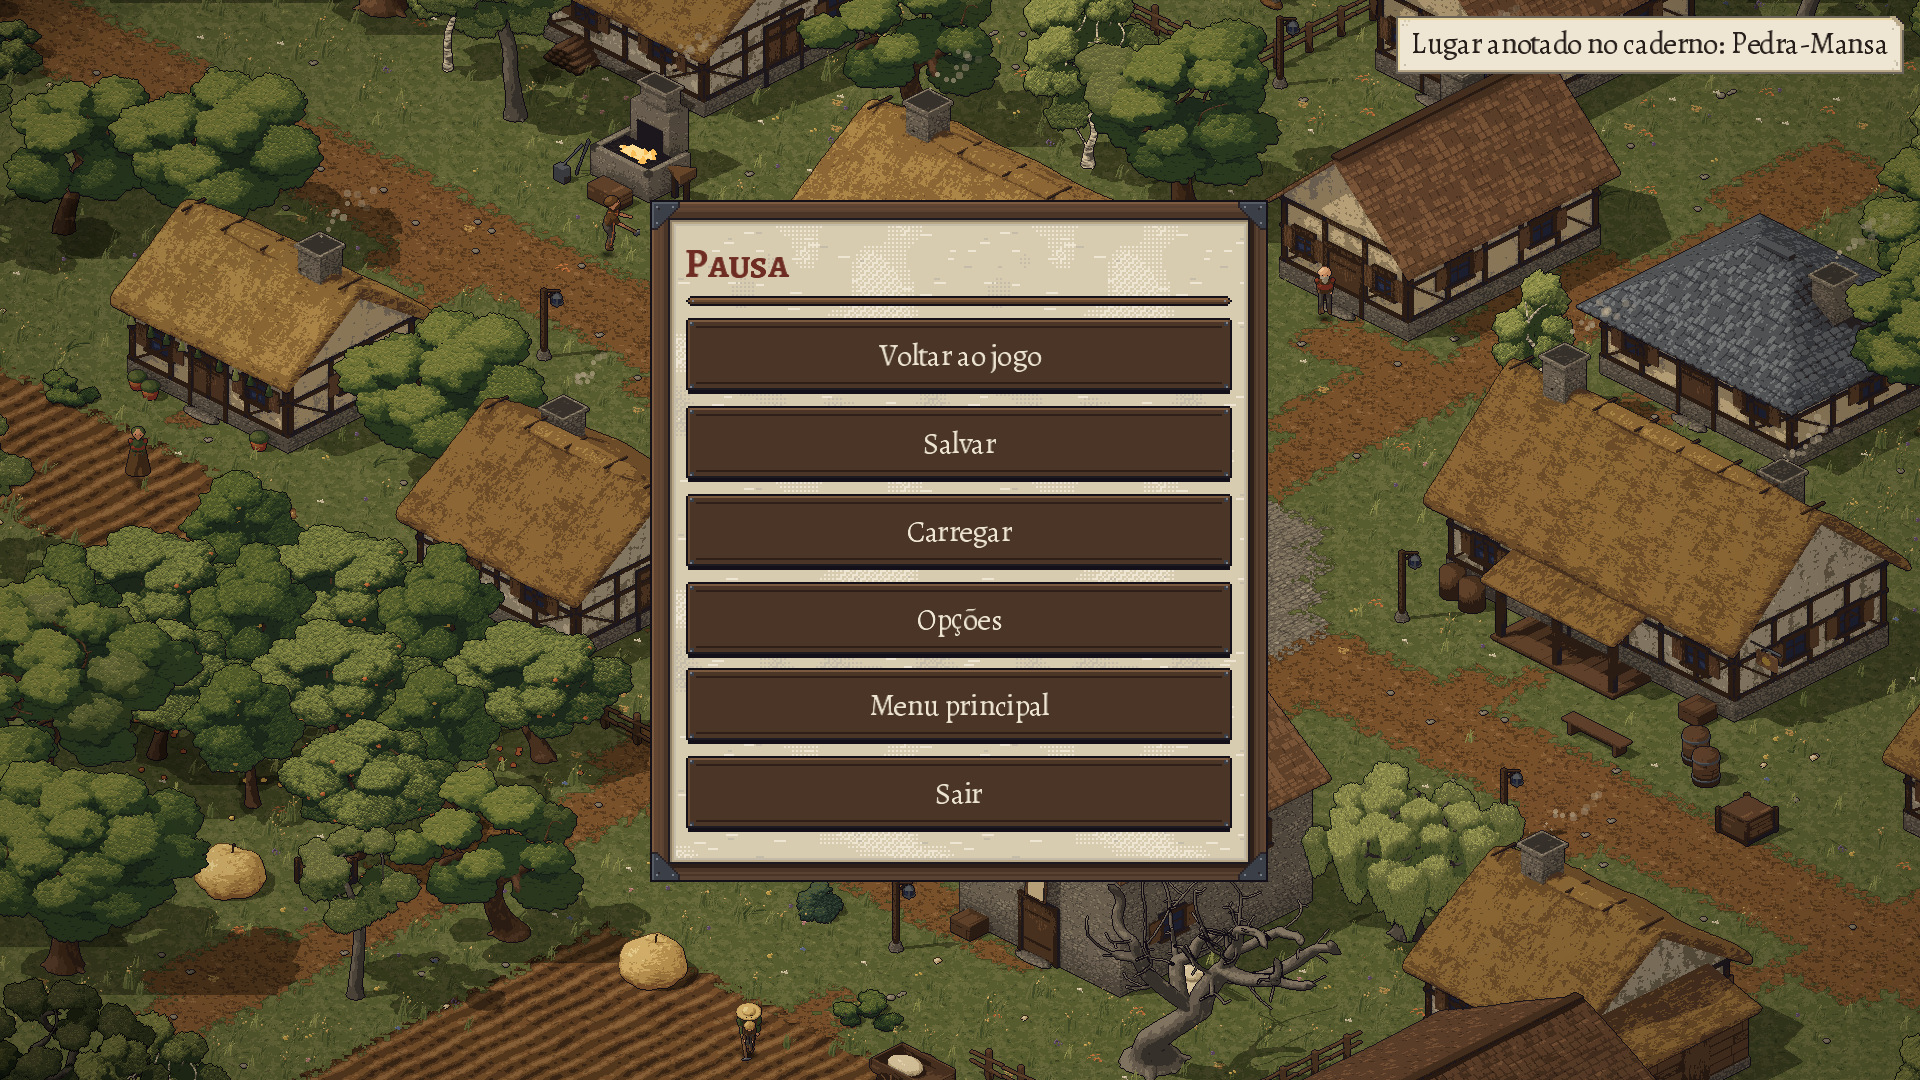 Lugar anotado no caderno: Pedra-Mansa
Pausa
Voltar ao jogo
Salvar
Carregar
Opções
Menu principal
Sair